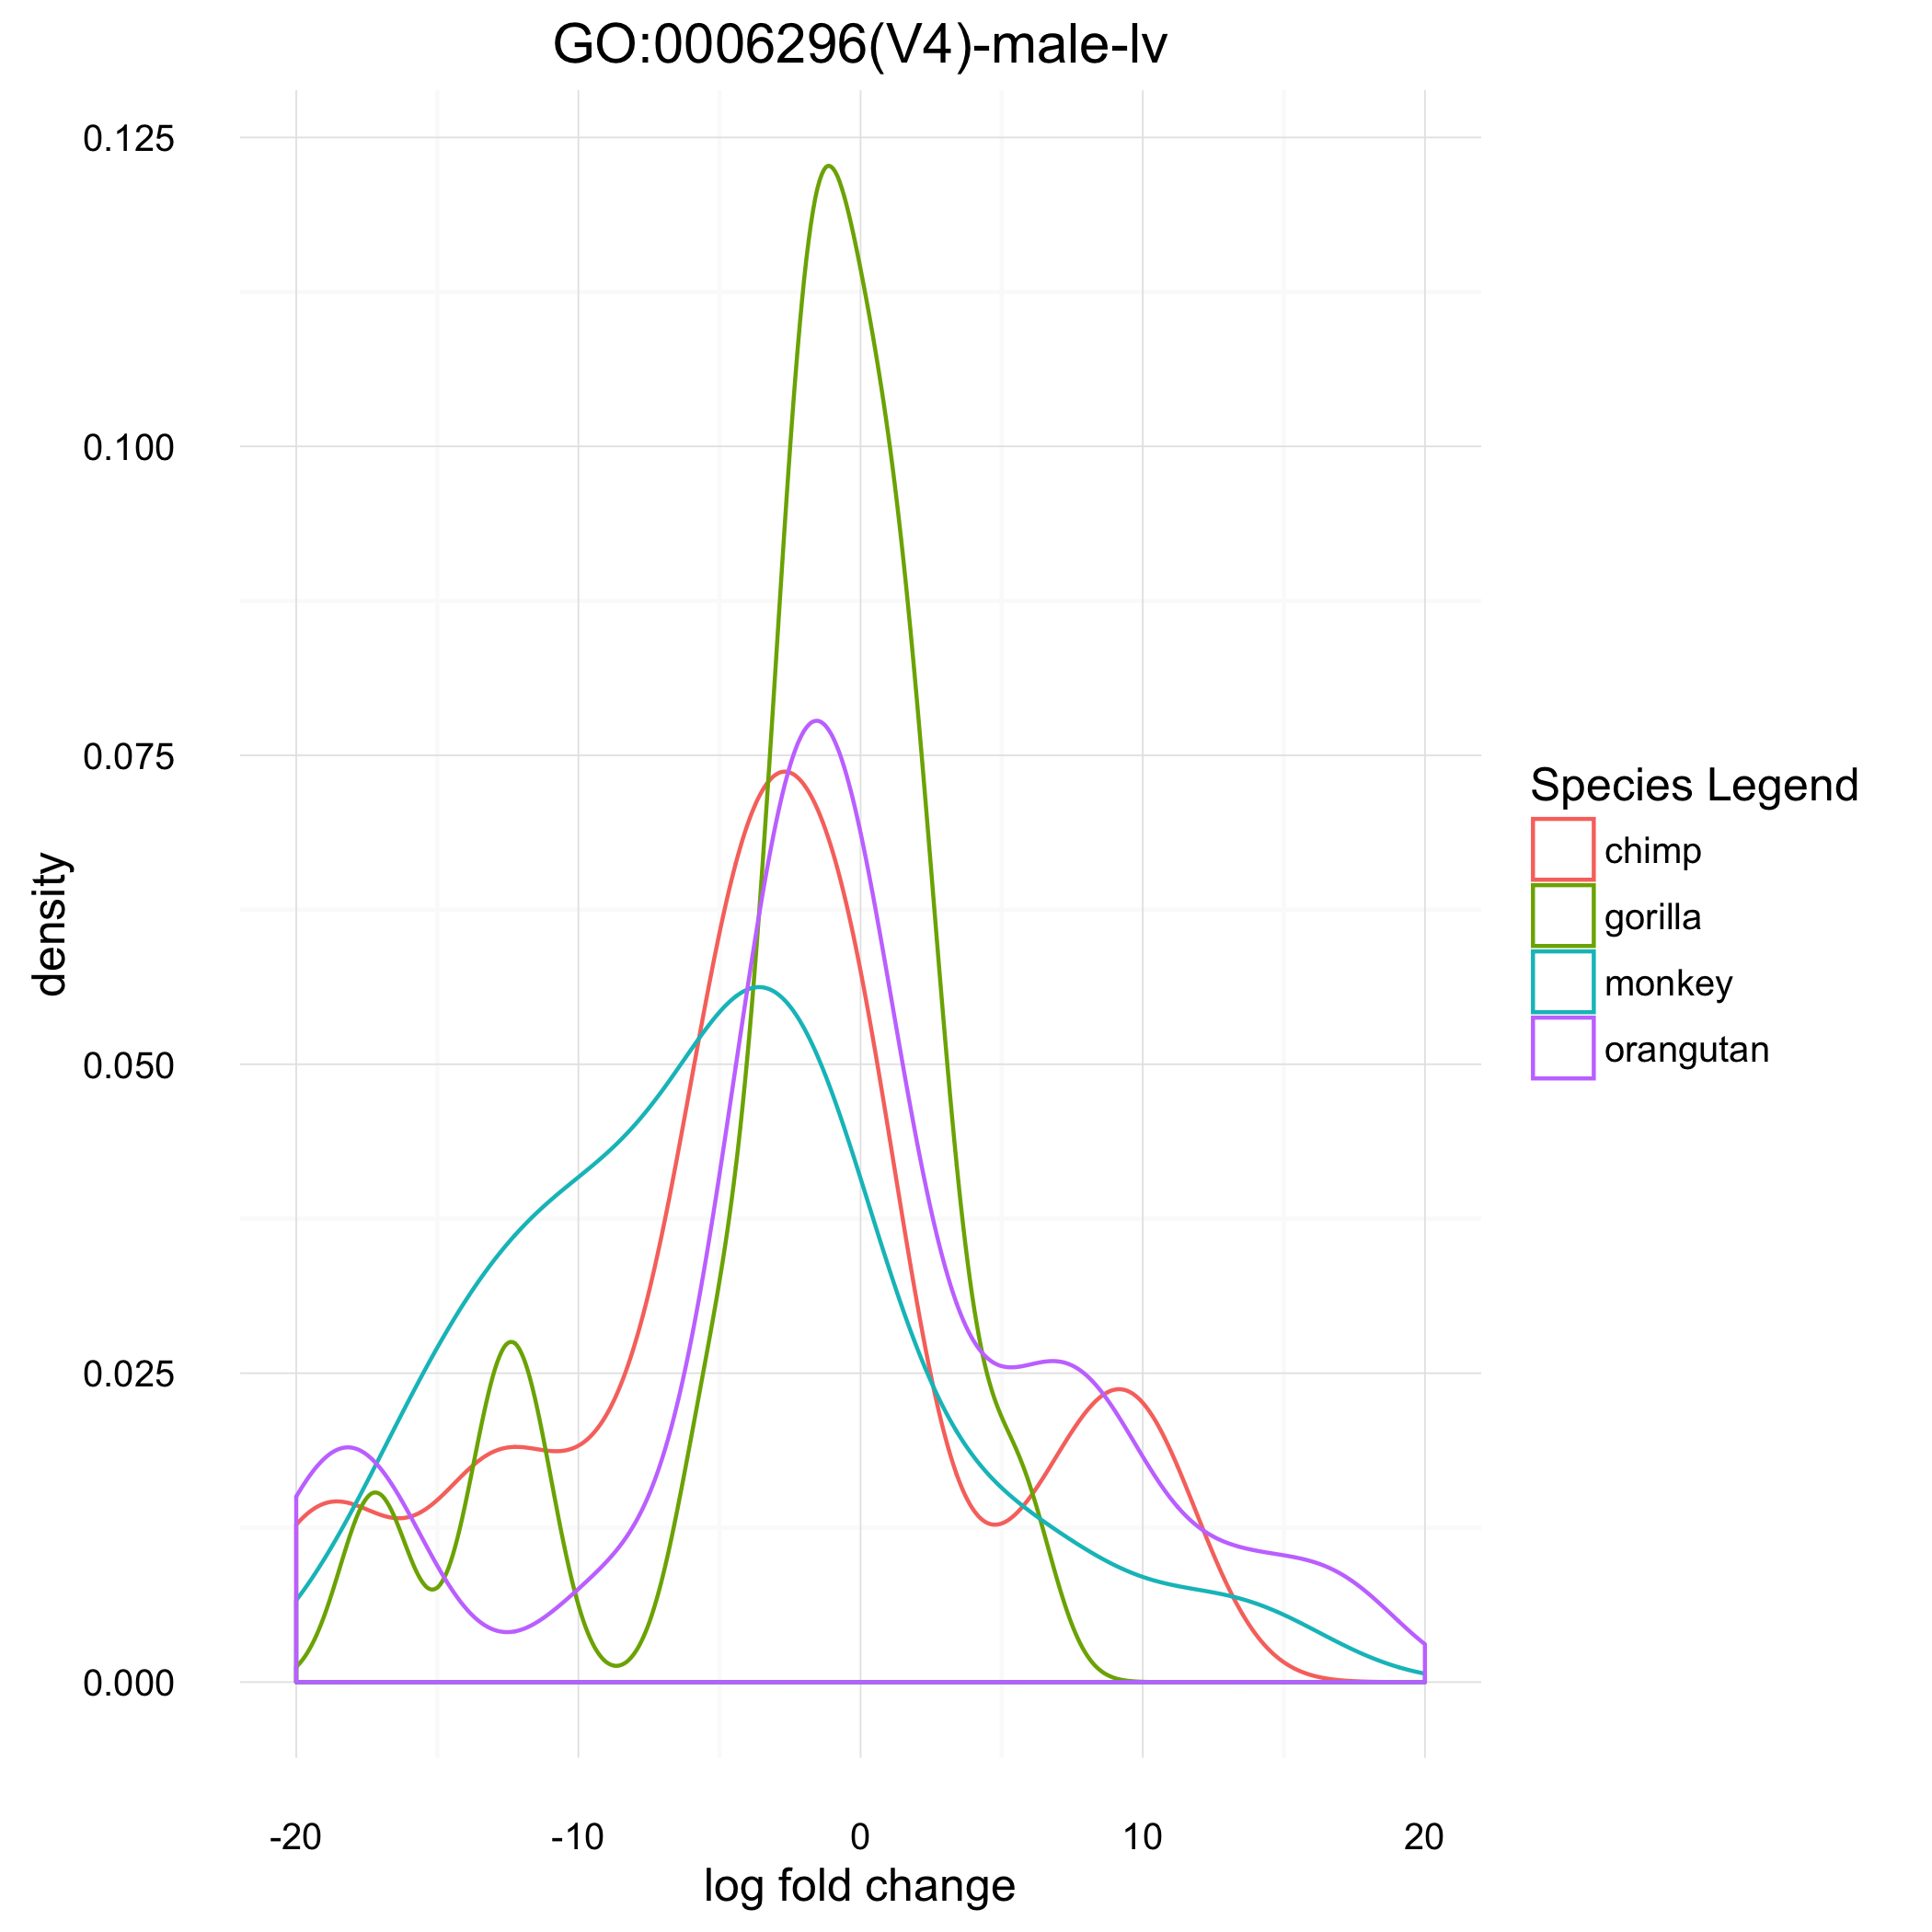 GO:0006296(V4)-male-lv
0.125
0.100
0.075
0.050
0.025
0.000
density
-20 -10 0 10 20
log fold change
Species Legend
chimp
gorilla
monkey
orangutan